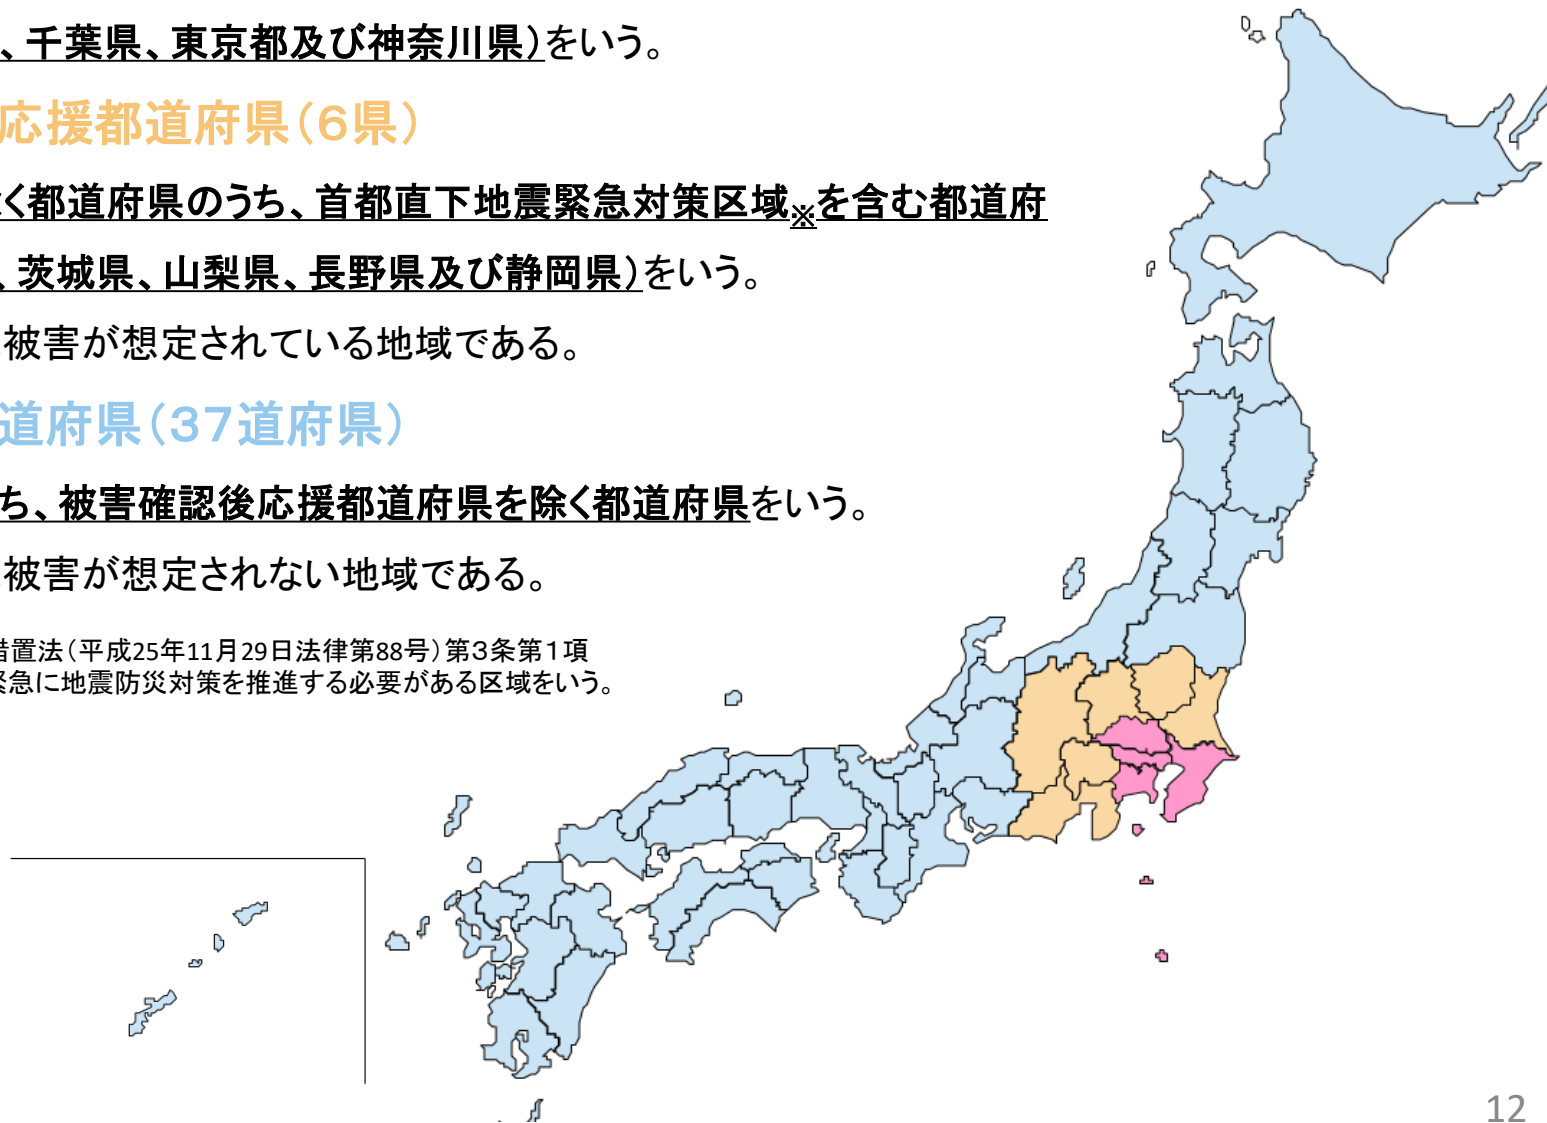 、千葉県、東京都及び神奈川県）をいう。
応援都道府県（６県）
く都道府県のうち、首都直下地震緊急対策区域※を含む都道府
、茨城県、山梨県、長野県及び静岡県）をいう。
被害が想定されている地域である。
道府県（３７道府県）
ち、被害確認後応援都道府県を除く都道府県をいう。
被害が想定されない地域である。
措置法（平成25年11月29日法律第88号）第３条第１項
緊急に地震防災対策を推進する必要がある区域をいう。
12